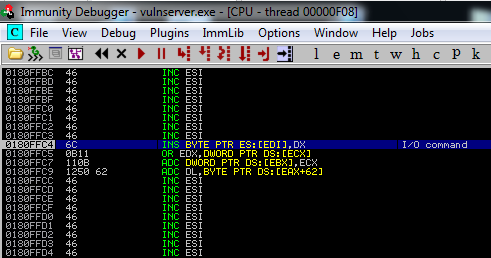 Immunity Debugger - vulnserver.exe - [CPU - thread 00000F08]
C File View Debug Plugins ImmLib Options Window Help Jobs
l e m t w h c p k
0180FFBC 46 INC ESI
0180FFBD 46 INC ESI
0180FFBE 46 INC ESI
0180FFBF 46 INC ESI
0180FFC0 46 INC ESI
0180FFC1 46 INC ESI
0180FFC2 46 INC ESI
0180FFC3 46 INC ESI
0180FFC4 6C INS BYTE PTR ES:[EDI],DX I/O command
0180FFC5 0B11 OR EDX,DWORD PTR DS:[ECX]
0180FFC7 110B ADC DWORD PTR DS:[EBX],ECX
0180FFC9 1250 62 ADC DL,BYTE PTR DS:[EAX+62]
0180FFCC 46 INC ESI
0180FFCD 46 INC ESI
0180FFCE 46 INC ESI
0180FFCF 46 INC ESI
0180FFD0 46 INC ESI
0180FFD1 46 INC ESI
0180FFD2 46 INC ESI
0180FFD3 46 INC ESI
0180FFD4 46 INC ESI